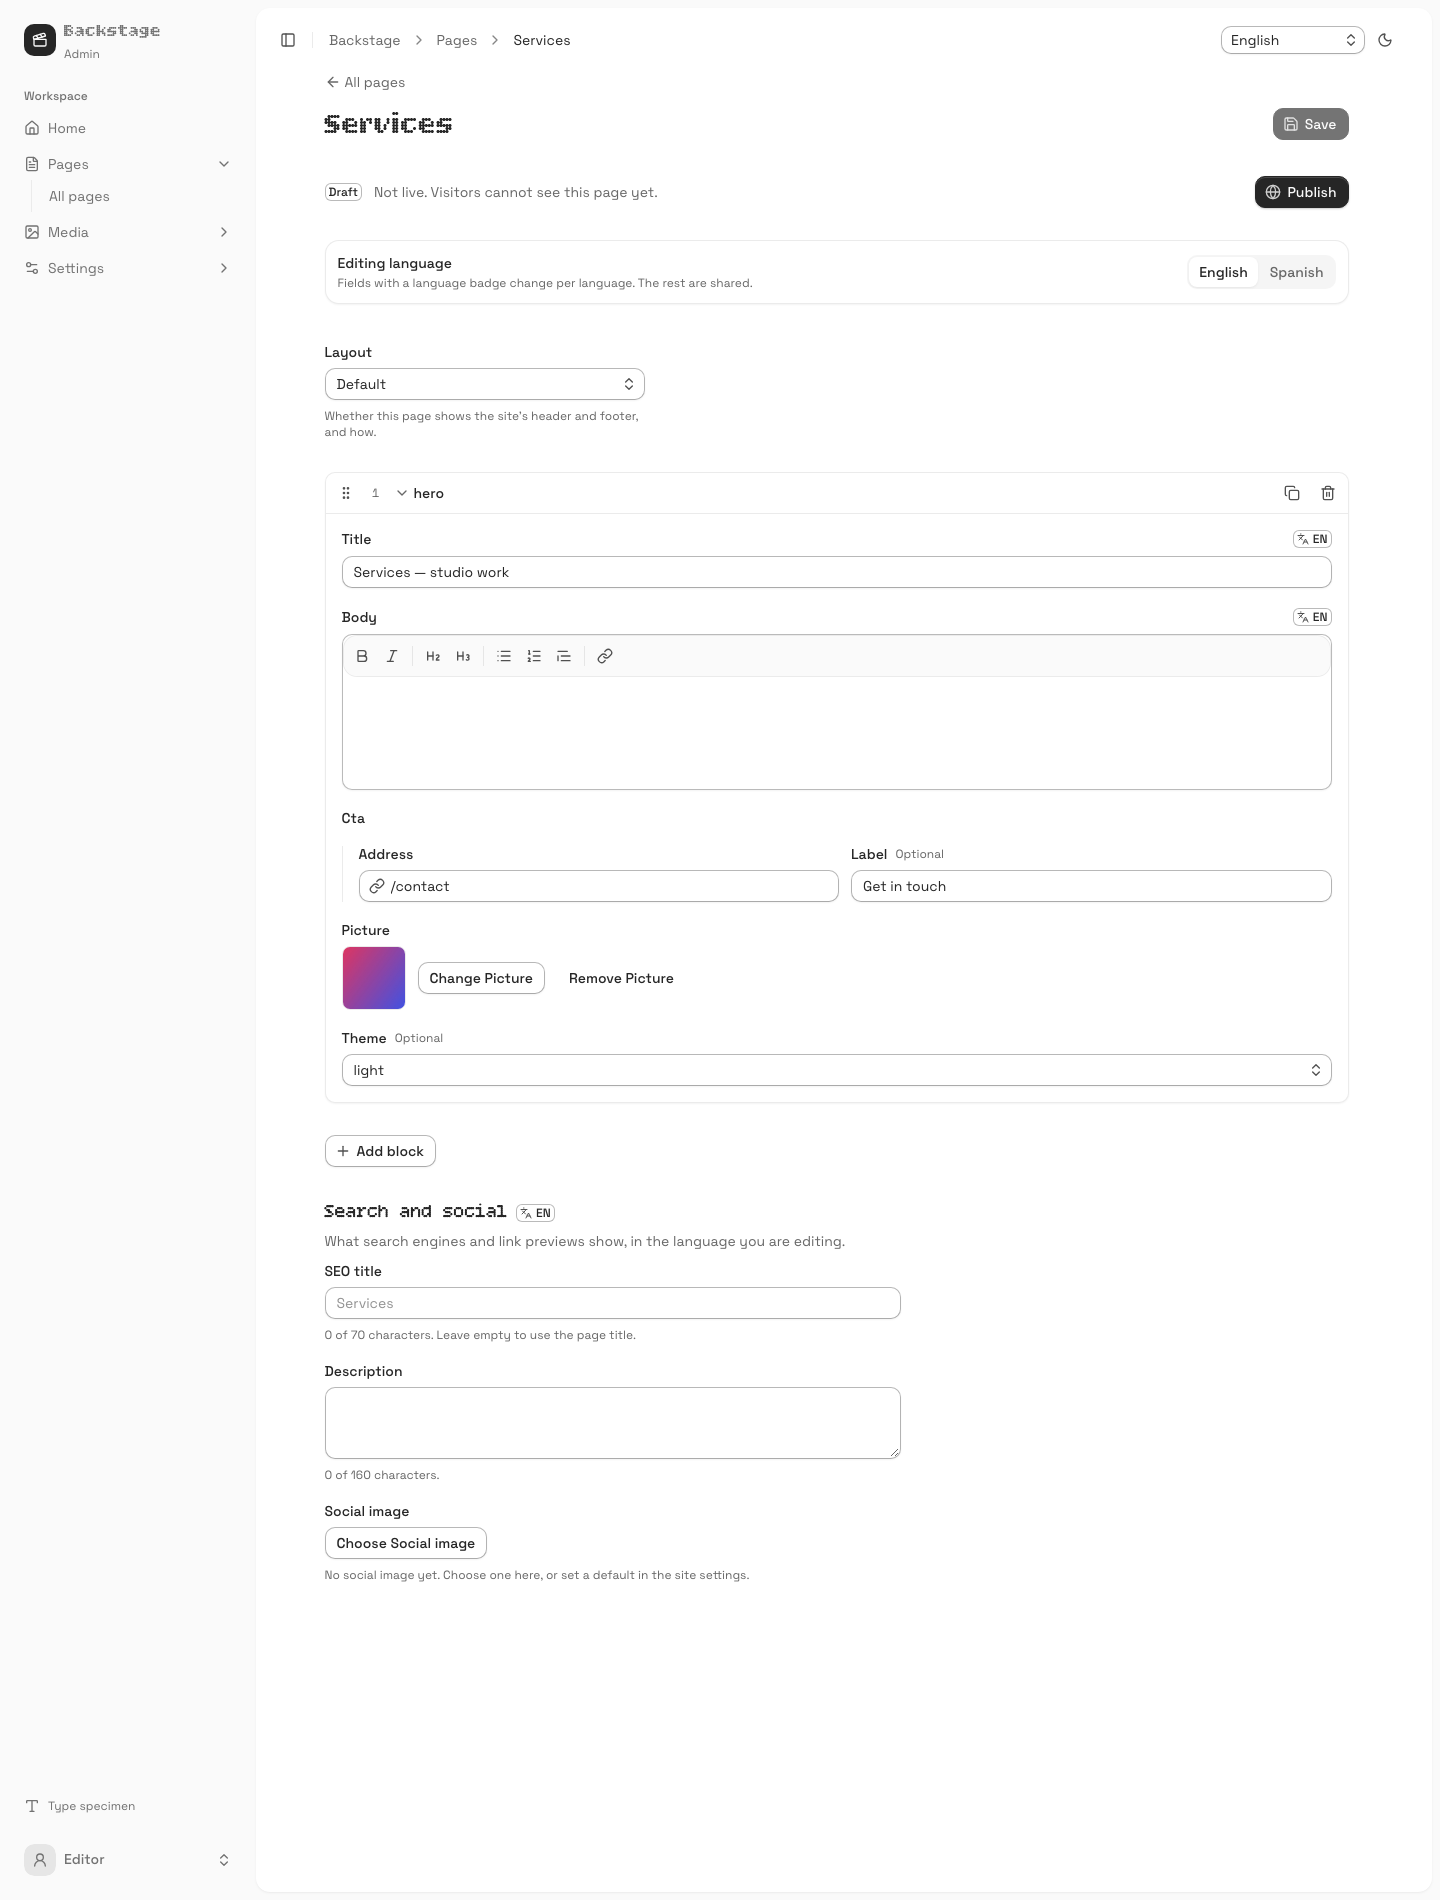 Backstage
Admin
Workspace
Home
Pages
All pages
Media
Settings
Type specimen
Editor
Backstage
Pages
Services
English
All pages
Services
Save
Draft
Not live. Visitors cannot see this page yet.
Publish
Editing language
Fields with a language badge change per language. The rest are shared.
English
Spanish
Layout
Default
Whether this page shows the site's header and footer,
and how.
1
hero
Title
EN
Services — studio work
Body
EN
B I H2 H3
Cta
Address
Label Optional
/contact
Get in touch
Picture
Change Picture
Remove Picture
Theme Optional
light
Add block
Search and social
EN
What search engines and link previews show, in the language you are editing.
SEO title
Services
0 of 70 characters. Leave empty to use the page title.
Description
0 of 160 characters.
Social image
Choose Social image
No social image yet. Choose one here, or set a default in the site settings.